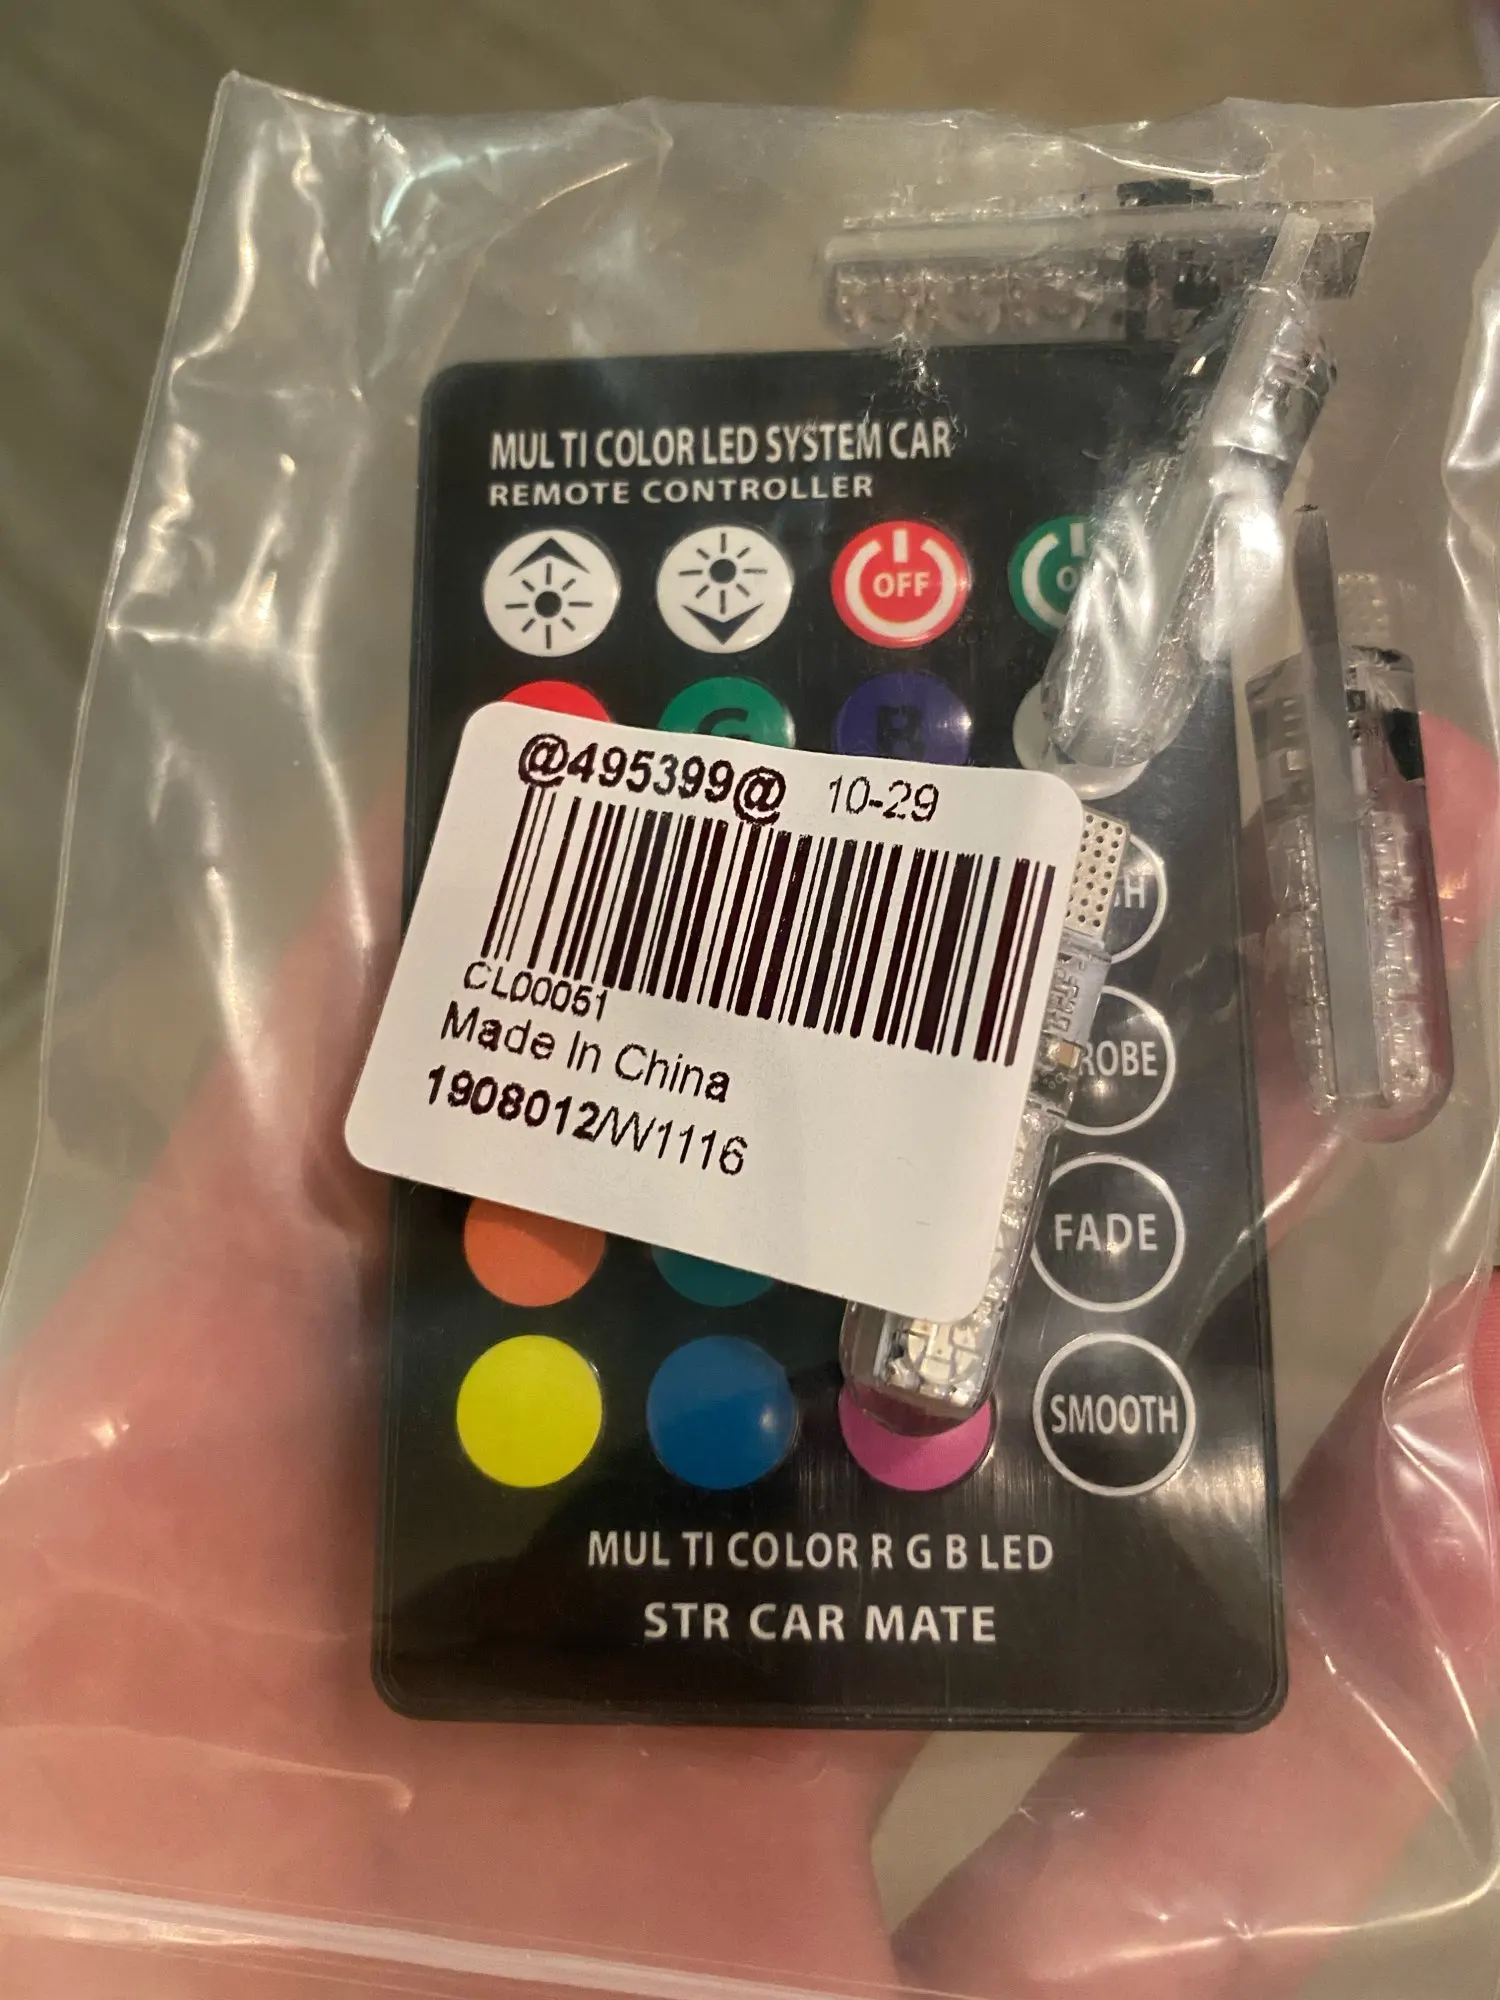 MUL TI COLOR LED SYSTEM CAR
REMOTE CONTROLLER
OFF
G
@495399@ 10-29
CL00051
Made In China
1908012/W1116
FADE
SMOOTH
MUL TI COLOR R G B LED
STR CAR MATE